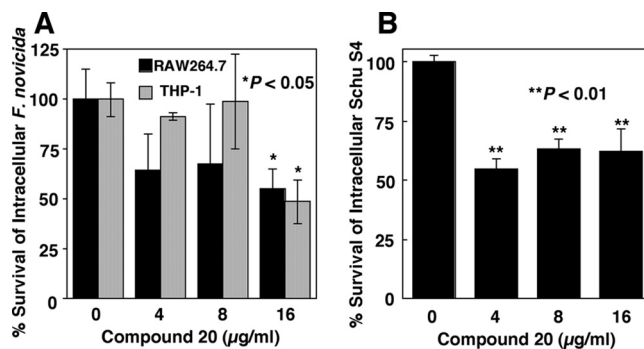 A
% Survival of Intracellular F. novicida
125
100
75
50
25
0
RAW264.7
THP-1
*P < 0.05
*
*
0
4
8
16
Compound 20 (µg/ml)
B
% Survival of Intracellular Schu S4
100
75
50
25
0
**P < 0.01
**
**
**
0
4
8
16
Compound 20 (µg/ml)